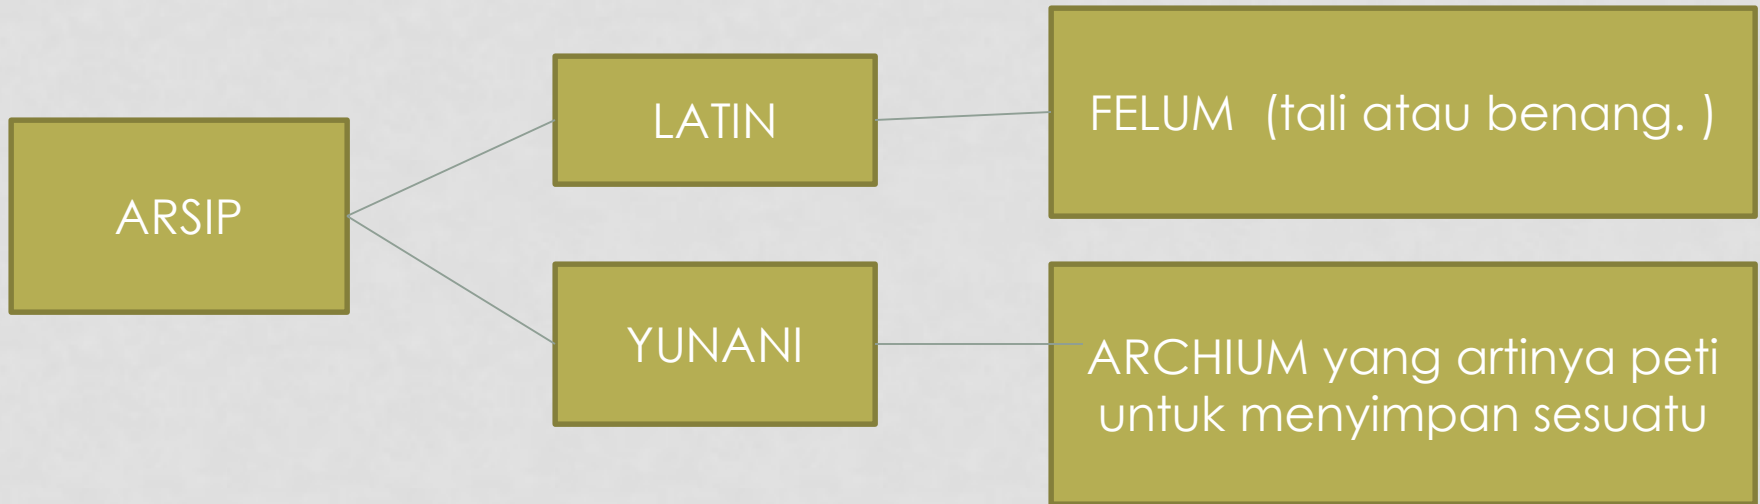 ARSIP
LATIN
FELUM (tali atau benang. )
YUNANI
ARCHIUM yang artinya peti
untuk menyimpan sesuatu